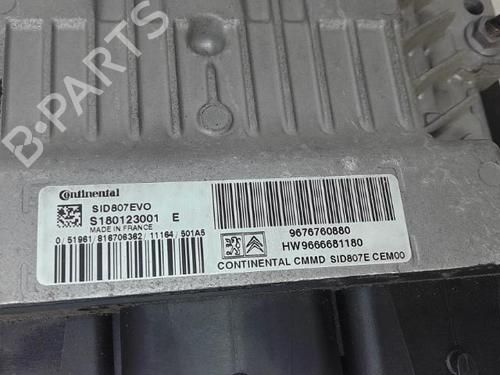 B-PARTS
Continental
SID807EVO
S180123001 E
MADE IN FRANCE
0/51961/816706362/11164/501A5
9676760880
HW9666681180
CONTINENTAL CMMD SID807E CEM00